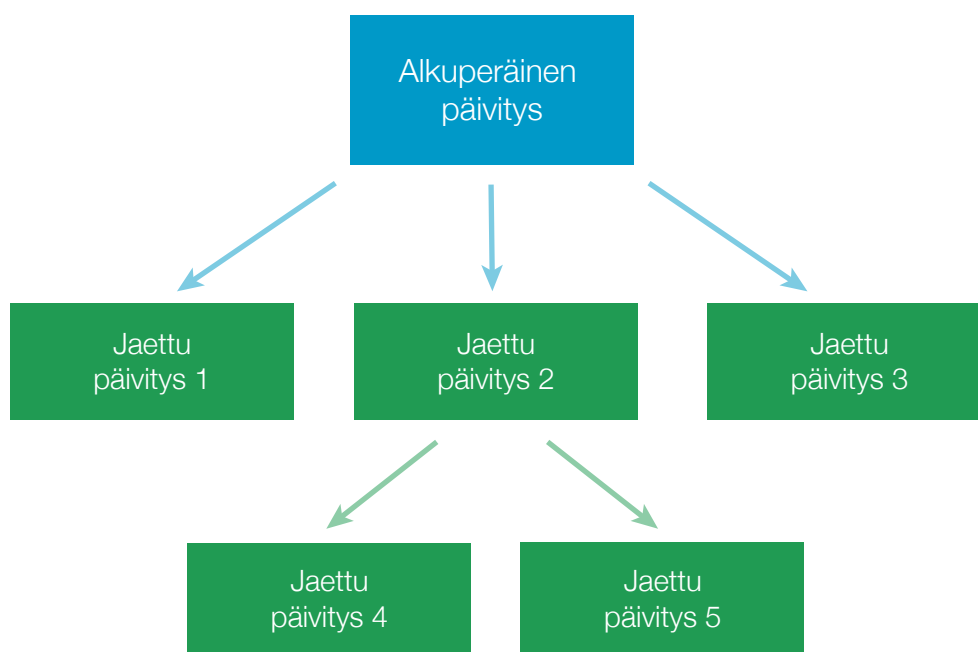 Alkuperäinen
päivitys
Jaettu
päivitys 1
Jaettu
päivitys 2
Jaettu
päivitys 3
Jaettu
päivitys 4
Jaettu
päivitys 5